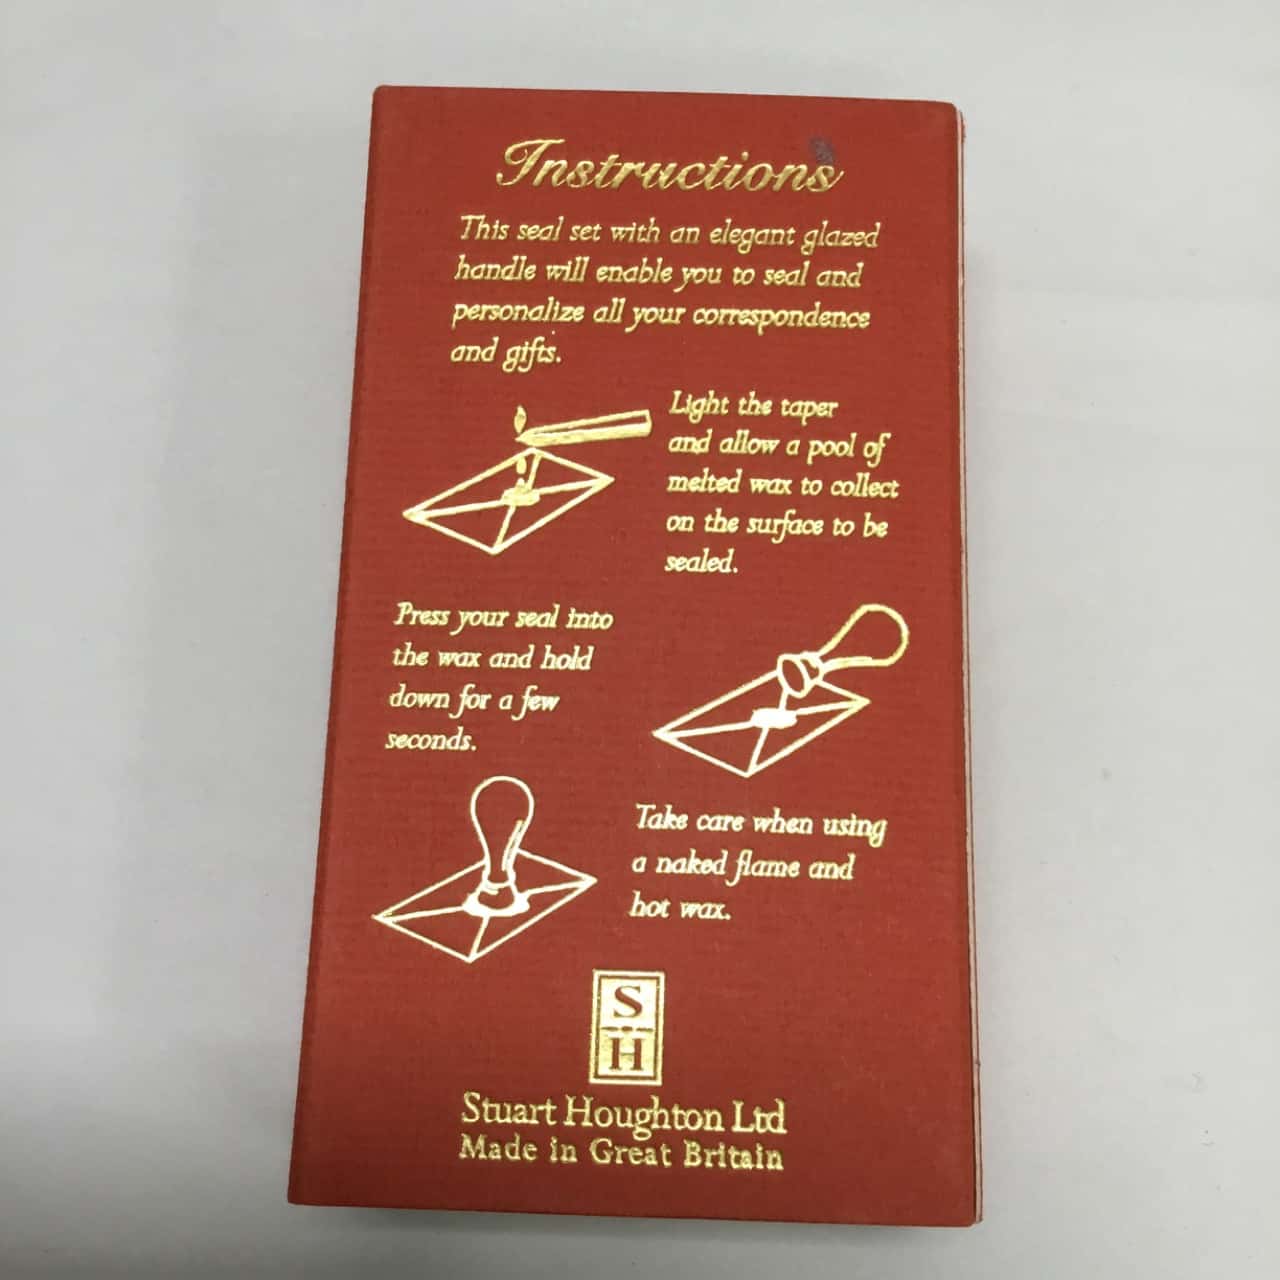 Instructions
This seal set with an elegant glazed
handle will enable you to seal and
personalize all your correspondence
and gifts.
Light the taper
and allow a pool of
melted wax to collect
on the surface to be
sealed.
Press your seal into
the wax and hold
down for a few
seconds.
Take care when using
a naked flame and
hot wax.
S
H
Stuart Houghton Ltd
Made in Great Britain